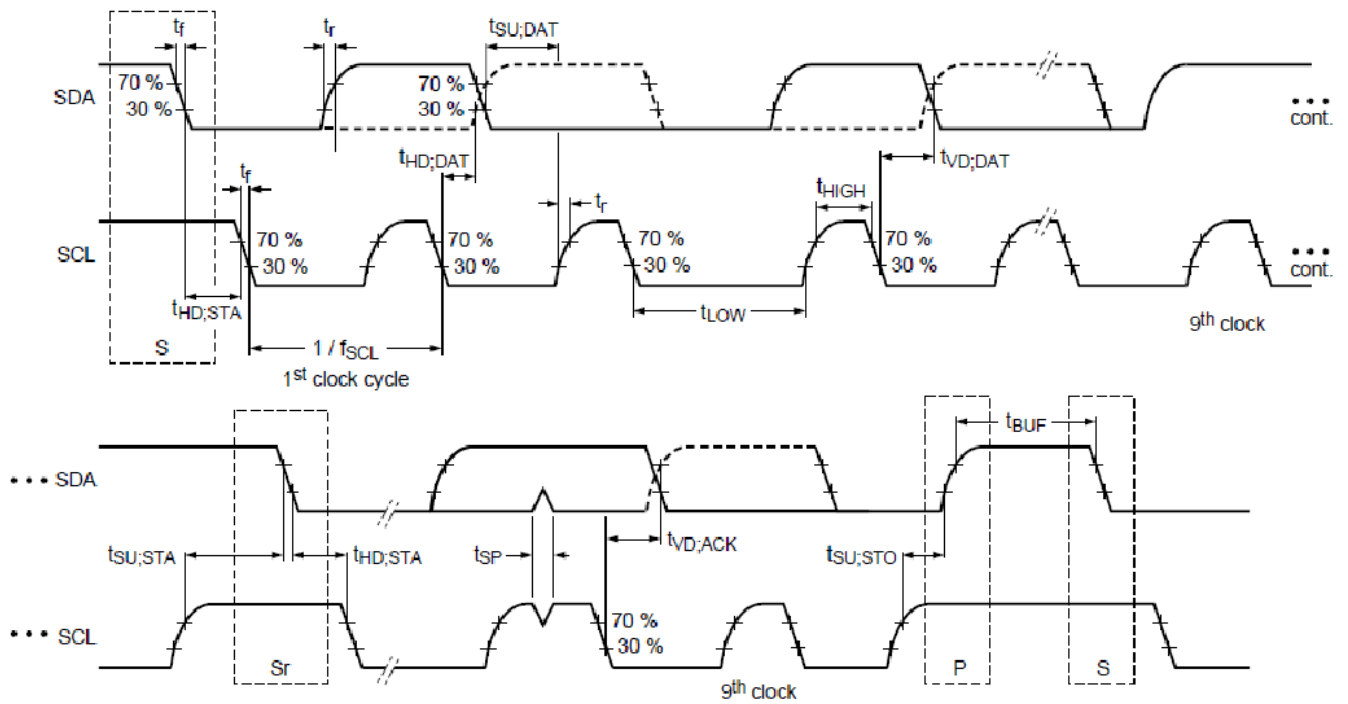 tf
tr
tSU;DAT
70 %
30 %
70 %
30 %
SDA
cont.
tHD;DAT
tVD;DAT
tf
tr
tHIGH
SCL
70 %
30 %
70 %
30 %
70 %
30 %
70 %
30 %
cont.
tHD;STA
tLOW
9th clock
S
1 / fSCL
1st clock cycle
tBUF
••• SDA
tSU;STA
tHD;STA
tSP
tVD;ACK
tSU;STO
••• SCL
70 %
30 %
Sr
9th clock
P
S